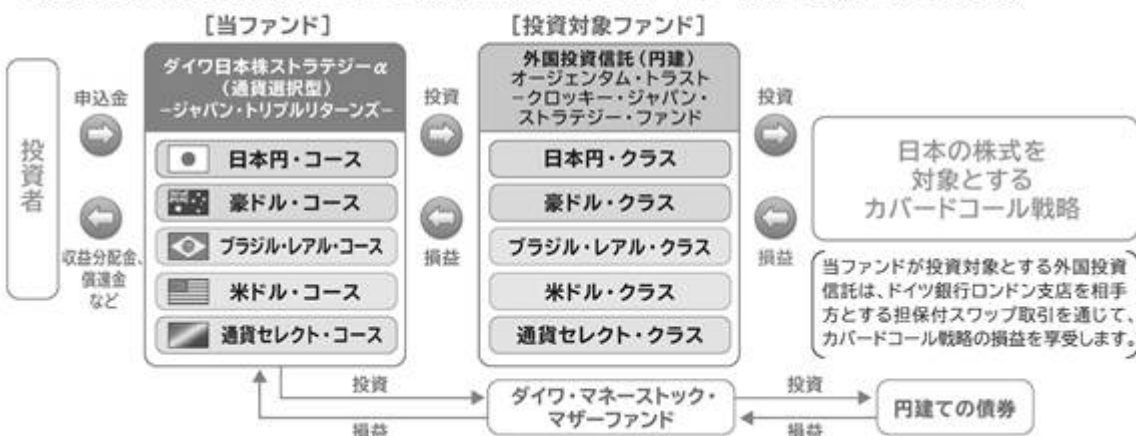 [当ファンド]
[投資対象ファンド]
ダイワ日本株ストラテジーα
(通貨選択型)
-ジャパン・トリプルリターンズ-
外国投資信託(円建)
オージェンタム・トラスト
-クロッキー・ジャパン・
ストラテジー・ファンド
投資者
申込金
収益分配金、
償還金
など
日本円・コース
豪ドル・コース
ブラジル・レアル・コース
米ドル・コース
通貨セレクト・コース
投資
損益
日本円・クラス
豪ドル・クラス
ブラジル・レアル・クラス
米ドル・クラス
通貨セレクト・クラス
投資
損益
日本の株式を
対象とする
カバードコール戦略
当ファンドが投資対象とする外国投資
信託は、ドイツ銀行ロンドン支店を相手
方とする担保付スワップ取引を通じて、
カバードコール戦略の損益を享受します。
投資
損益
ダイワ・マネーストック・
マザーファンド
投資
損益
円建ての債券